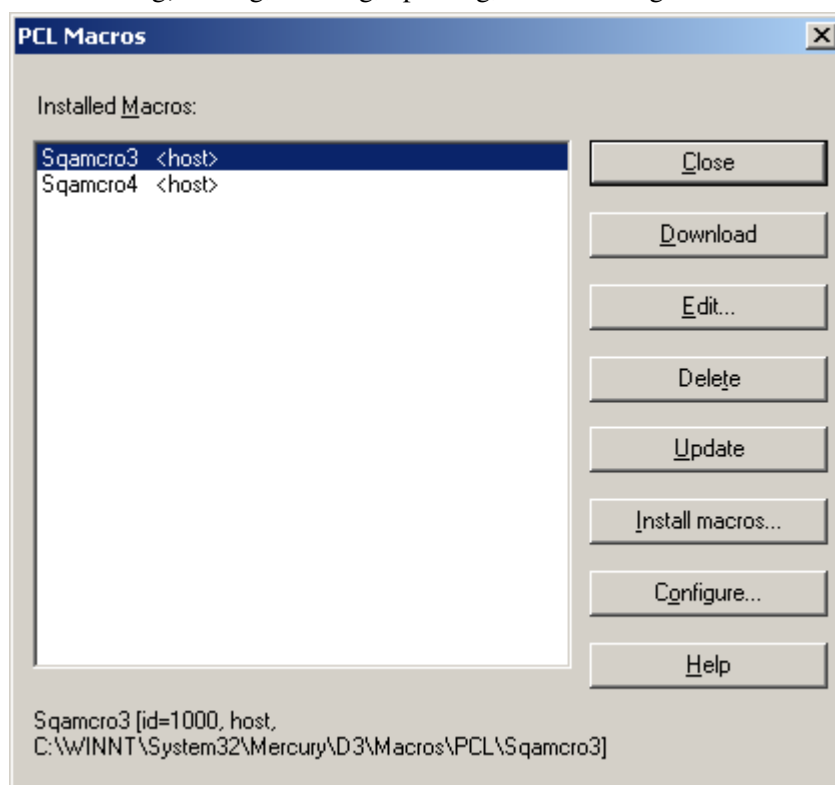 PCL Macros
Installed Macros:
Sqamcro3 <host>
Sqamcro4 <host>
Close
Download
Edit...
Delete
Update
Install macros...
Configure...
Help
Sqamcro3 [id=1000, host,
C:\WINNT\System32\Mercury\D3\Macros\PCL\Sqamcro3]